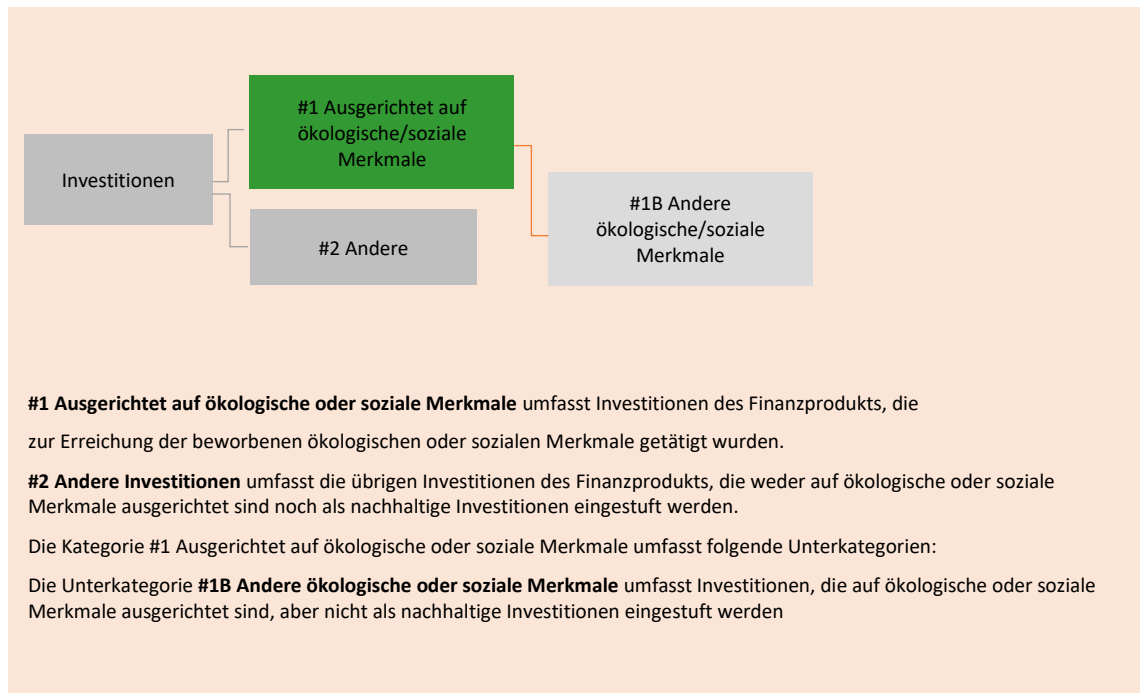 #1 Ausgerichtet auf
ökologische/soziale
Merkmale
Investitionen
#2 Andere
#1B Andere
ökologische/soziale
Merkmale
#1 Ausgerichtet auf ökologische oder soziale Merkmale umfasst Investitionen des Finanzprodukts, die
zur Erreichung der beworbenen ökologischen oder sozialen Merkmale getätigt wurden.
#2 Andere Investitionen umfasst die übrigen Investitionen des Finanzprodukts, die weder auf ökologische oder soziale
Merkmale ausgerichtet sind noch als nachhaltige Investitionen eingestuft werden.
Die Kategorie #1 Ausgerichtet auf ökologische oder soziale Merkmale umfasst folgende Unterkategorien:
Die Unterkategorie #1B Andere ökologische oder soziale Merkmale umfasst Investitionen, die auf ökologische oder soziale
Merkmale ausgerichtet sind, aber nicht als nachhaltige Investitionen eingestuft werden